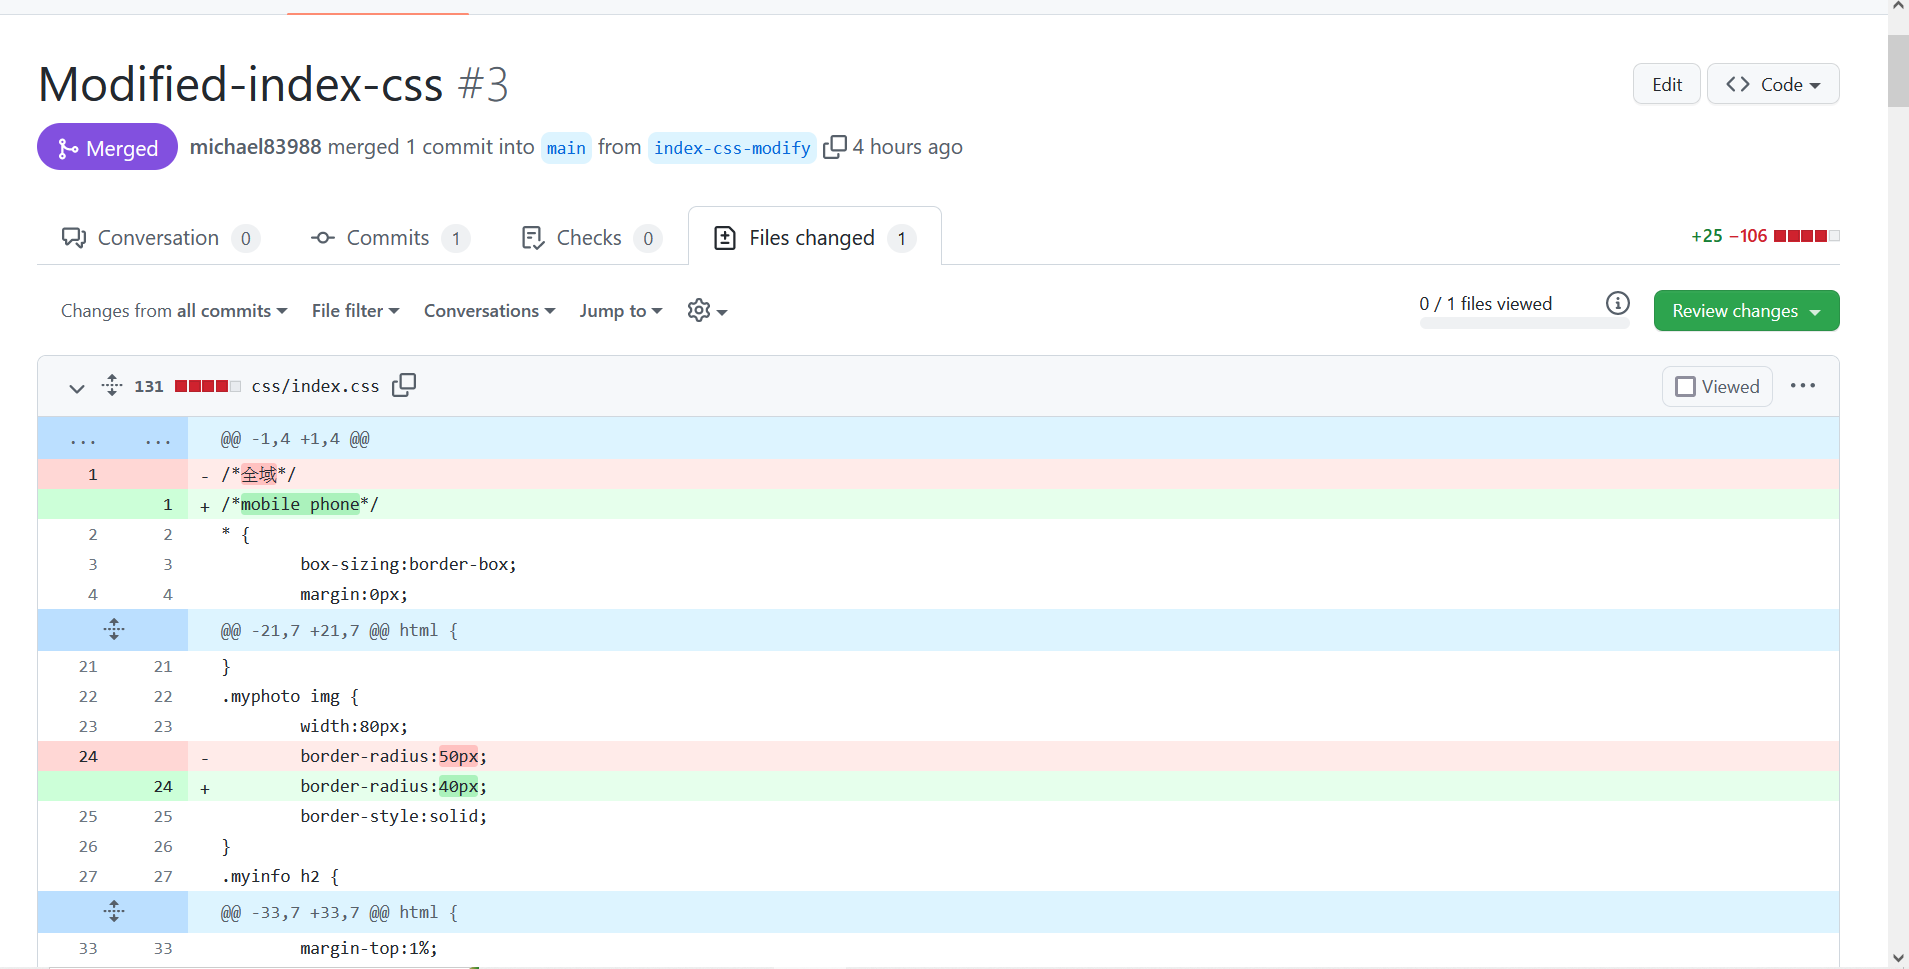 Modified-index-css #3
Edit
Code
Merged
michael83988 merged 1 commit into main from index-css-modify 4 hours ago
Conversation 0
Commits 1
Checks 0
Files changed 1
+25 −106
Changes from all commits
File filter
Conversations
Jump to
0 / 1 files viewed
Review changes
131 css/index.css
Viewed
... ... @@ -1,4 +1,4 @@
1 - /*全域*/
1 + /*mobile phone*/
2 2 * {
3 3 box-sizing:border-box;
4 4 margin:0px;
@@ -21,7 +21,7 @@ html {
21 21 }
22 22 .myphoto img {
23 23 width:80px;
24 - border-radius:50px;
24 + border-radius:40px;
25 25 border-style:solid;
26 26 }
27 27 .myinfo h2 {
@@ -33,7 +33,7 @@ html {
33 33 margin-top:1%;